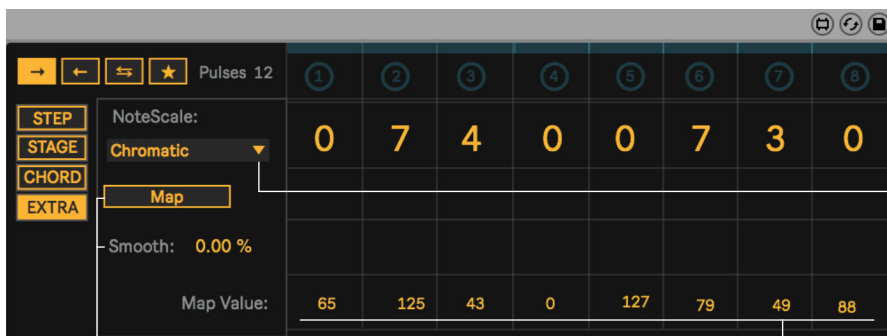 → ← ⇆ ★ Pulses 12
1 2 3 4 5 6 7 8
STEP
STAGE
CHORD
EXTRA
NoteScale:
Chromatic
Map
Smooth: 0.00 %
0 7 4 0 0 7 3 0
Map Value: 65 125 43 0 127 79 49 88